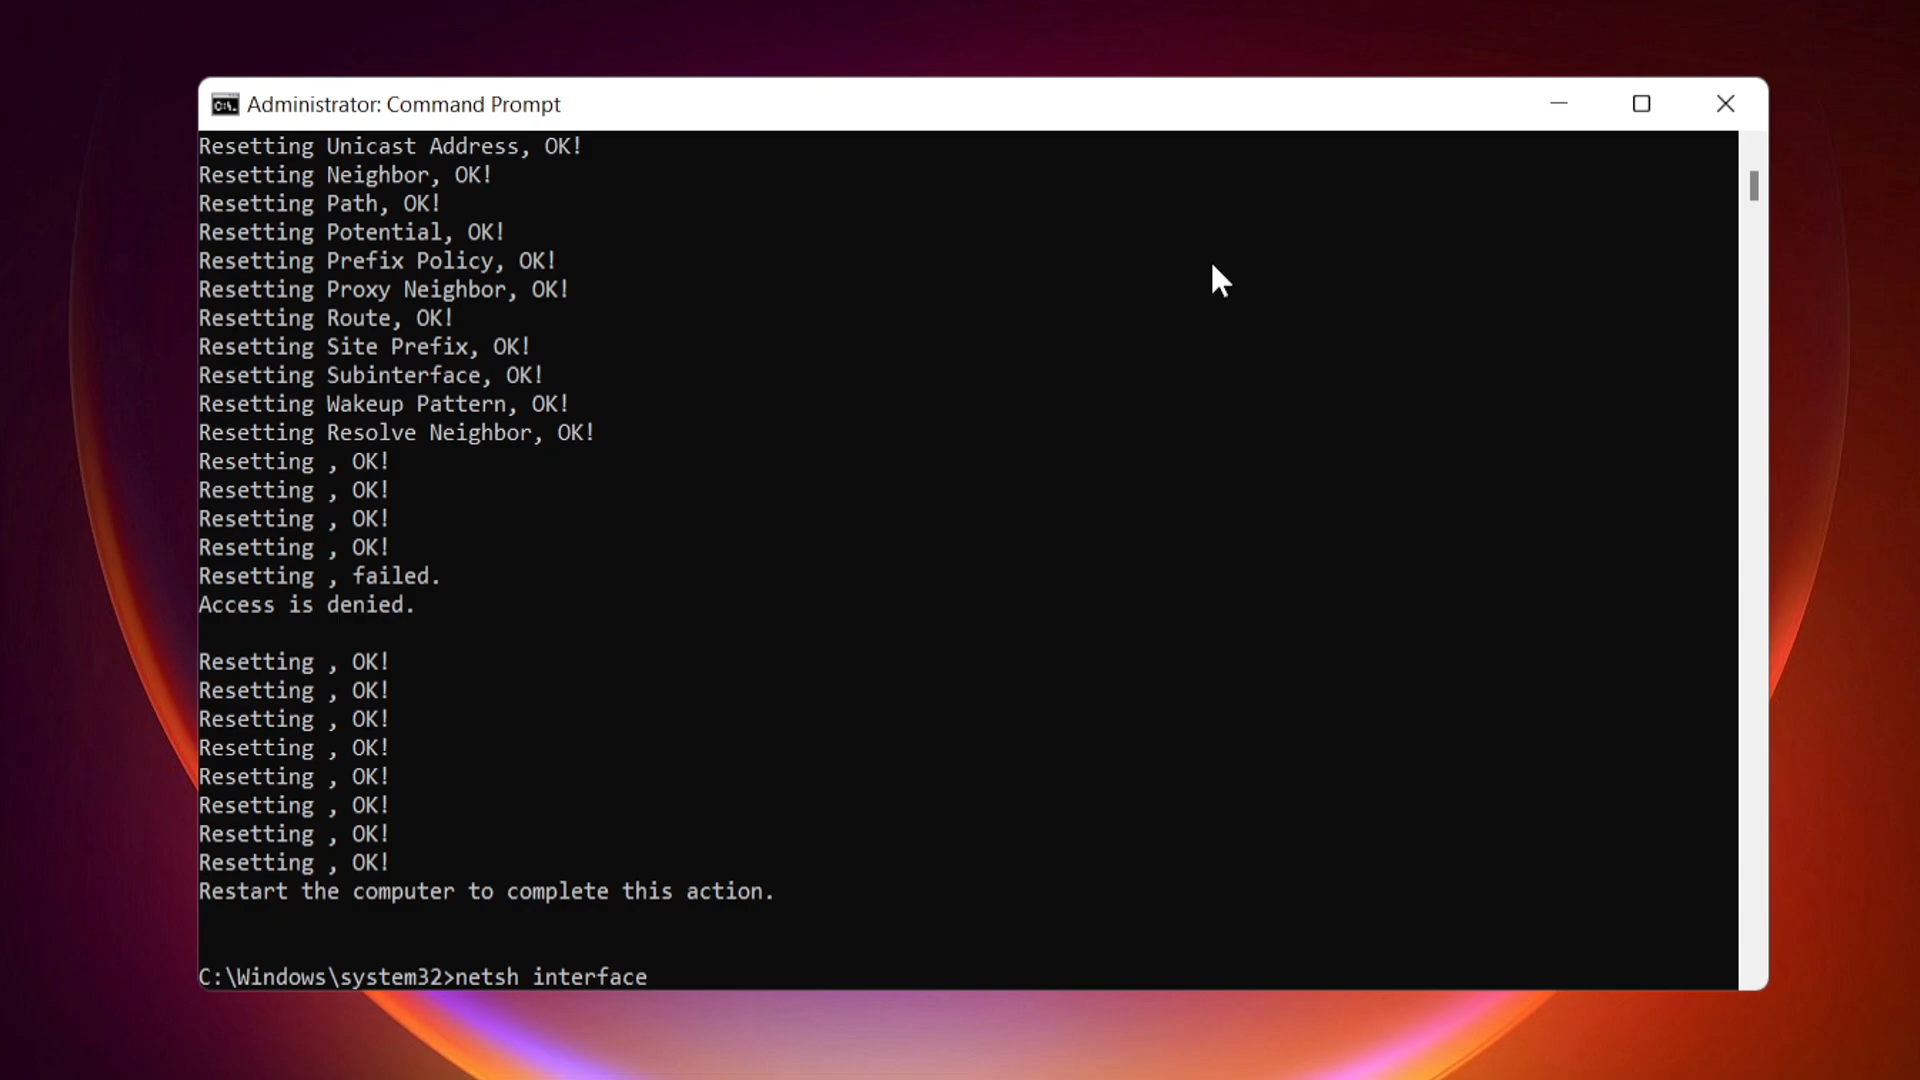 Administrator: Command Prompt
Resetting Unicast Address, OK!
Resetting Neighbor, OK!
Resetting Path, OK!
Resetting Potential, OK!
Resetting Prefix Policy, OK!
Resetting Proxy Neighbor, OK!
Resetting Route, OK!
Resetting Site Prefix, OK!
Resetting Subinterface, OK!
Resetting Wakeup Pattern, OK!
Resetting Resolve Neighbor, OK!
Resetting , OK!
Resetting , OK!
Resetting , OK!
Resetting , OK!
Resetting , failed.
Access is denied.
Resetting , OK!
Resetting , OK!
Resetting , OK!
Resetting , OK!
Resetting , OK!
Resetting , OK!
Resetting , OK!
Resetting , OK!
Restart the computer to complete this action.
C:\Windows\system32>netsh interface